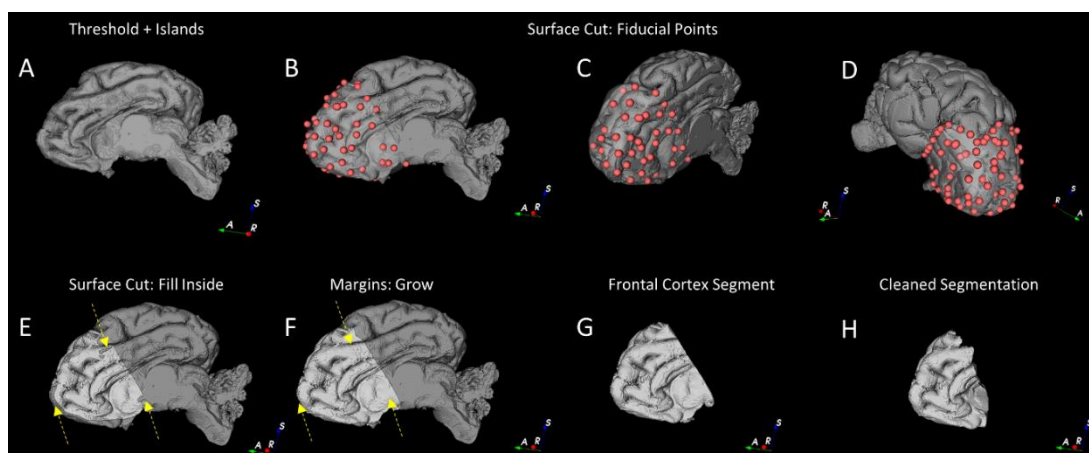 Threshold + Islands
Surface Cut: Fiducial Points
A
B
C
D
S
A
R
S
A
R
S
A
R
R
A
S
R
A
Surface Cut: Fill Inside
Margins: Grow
Frontal Cortex Segment
Cleaned Segmentation
E
F
G
H
S
A
R
S
A
R
S
A
R
S
A
R